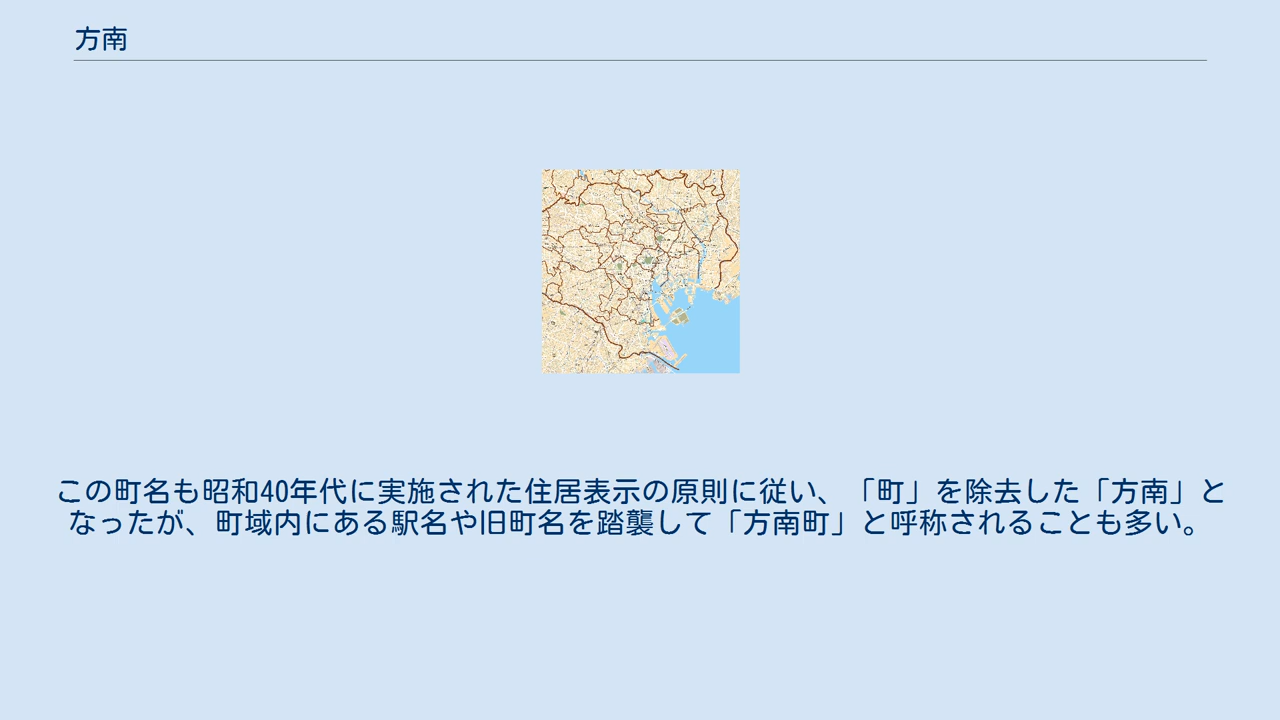 方南
この町名も昭和40年代に実施された住居表示の原則に従い、「町」を除去した「方南」と
なったが、町域内にある駅名や旧町名を踏襲して「方南町」と呼称されることも多い。